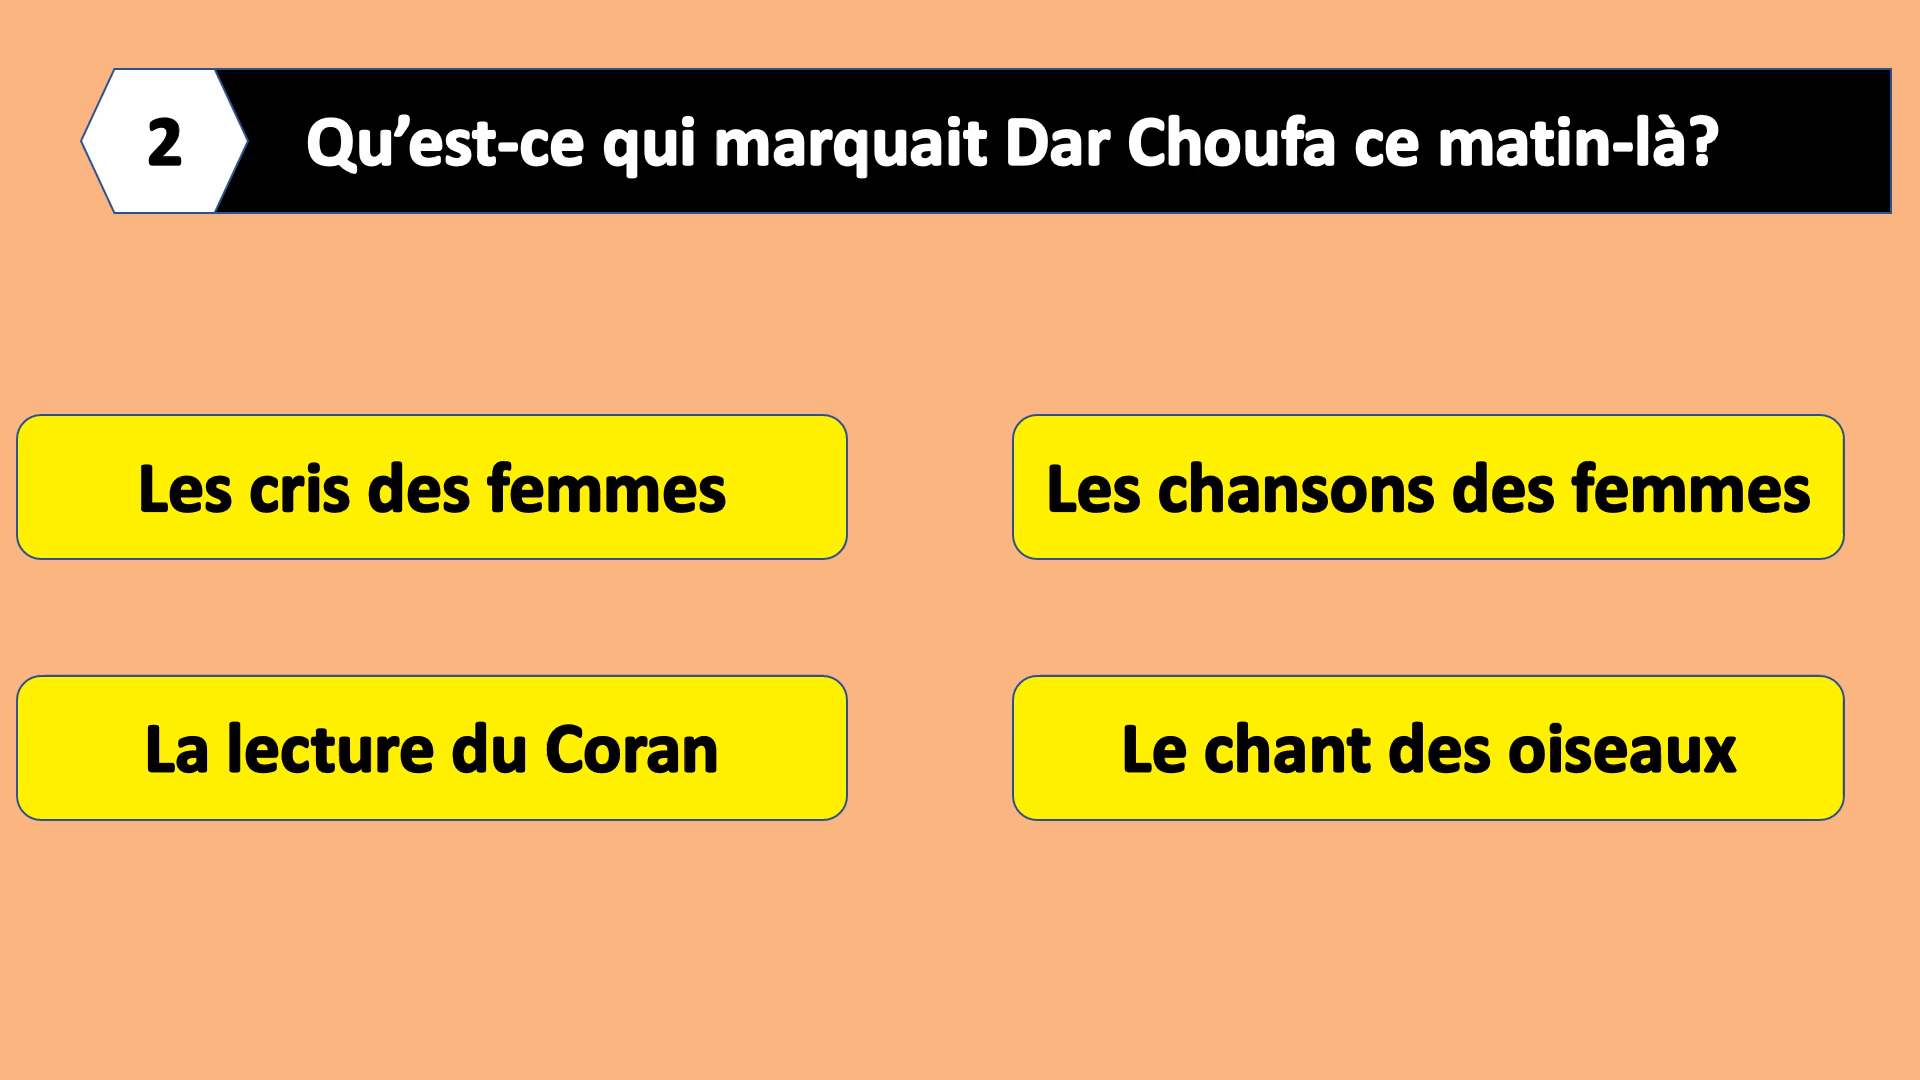 2
Qu’est-ce qui marquait Dar Choufa ce matin-là?
Les cris des femmes
Les chansons des femmes
La lecture du Coran
Le chant des oiseaux